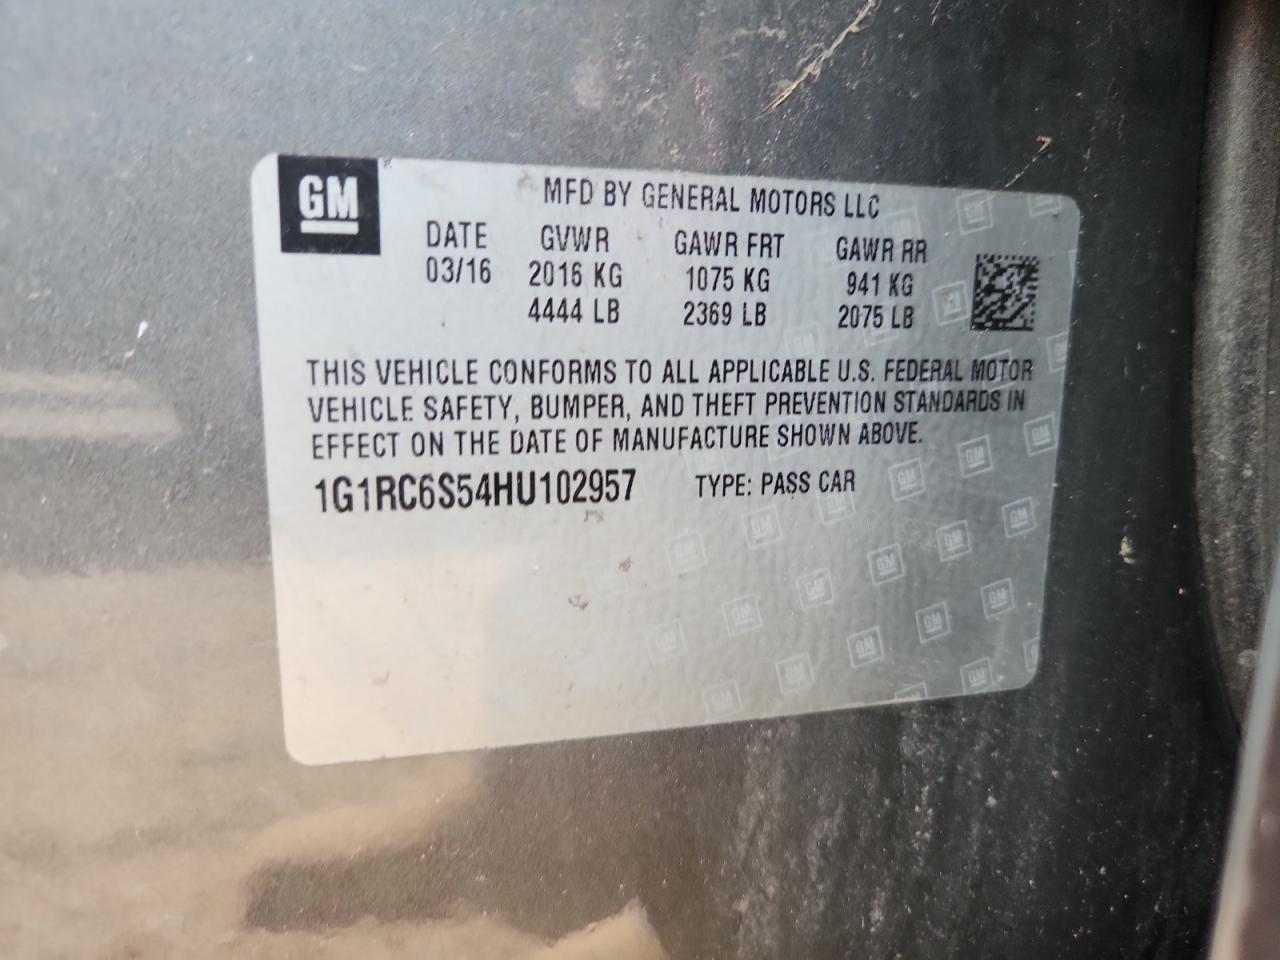 GM
MFD BY GENERAL MOTORS LLC
DATE GVWR GAWR FRT GAWR RR
03/16 2016 KG 1075 KG 941 KG
4444 LB 2369 LB 2075 LB
THIS VEHICLE CONFORMS TO ALL APPLICABLE U.S. FEDERAL MOTOR
VEHICLE SAFETY, BUMPER, AND THEFT PREVENTION STANDARDS IN
EFFECT ON THE DATE OF MANUFACTURE SHOWN ABOVE.
1G1RC6S54HU102957 TYPE: PASS CAR